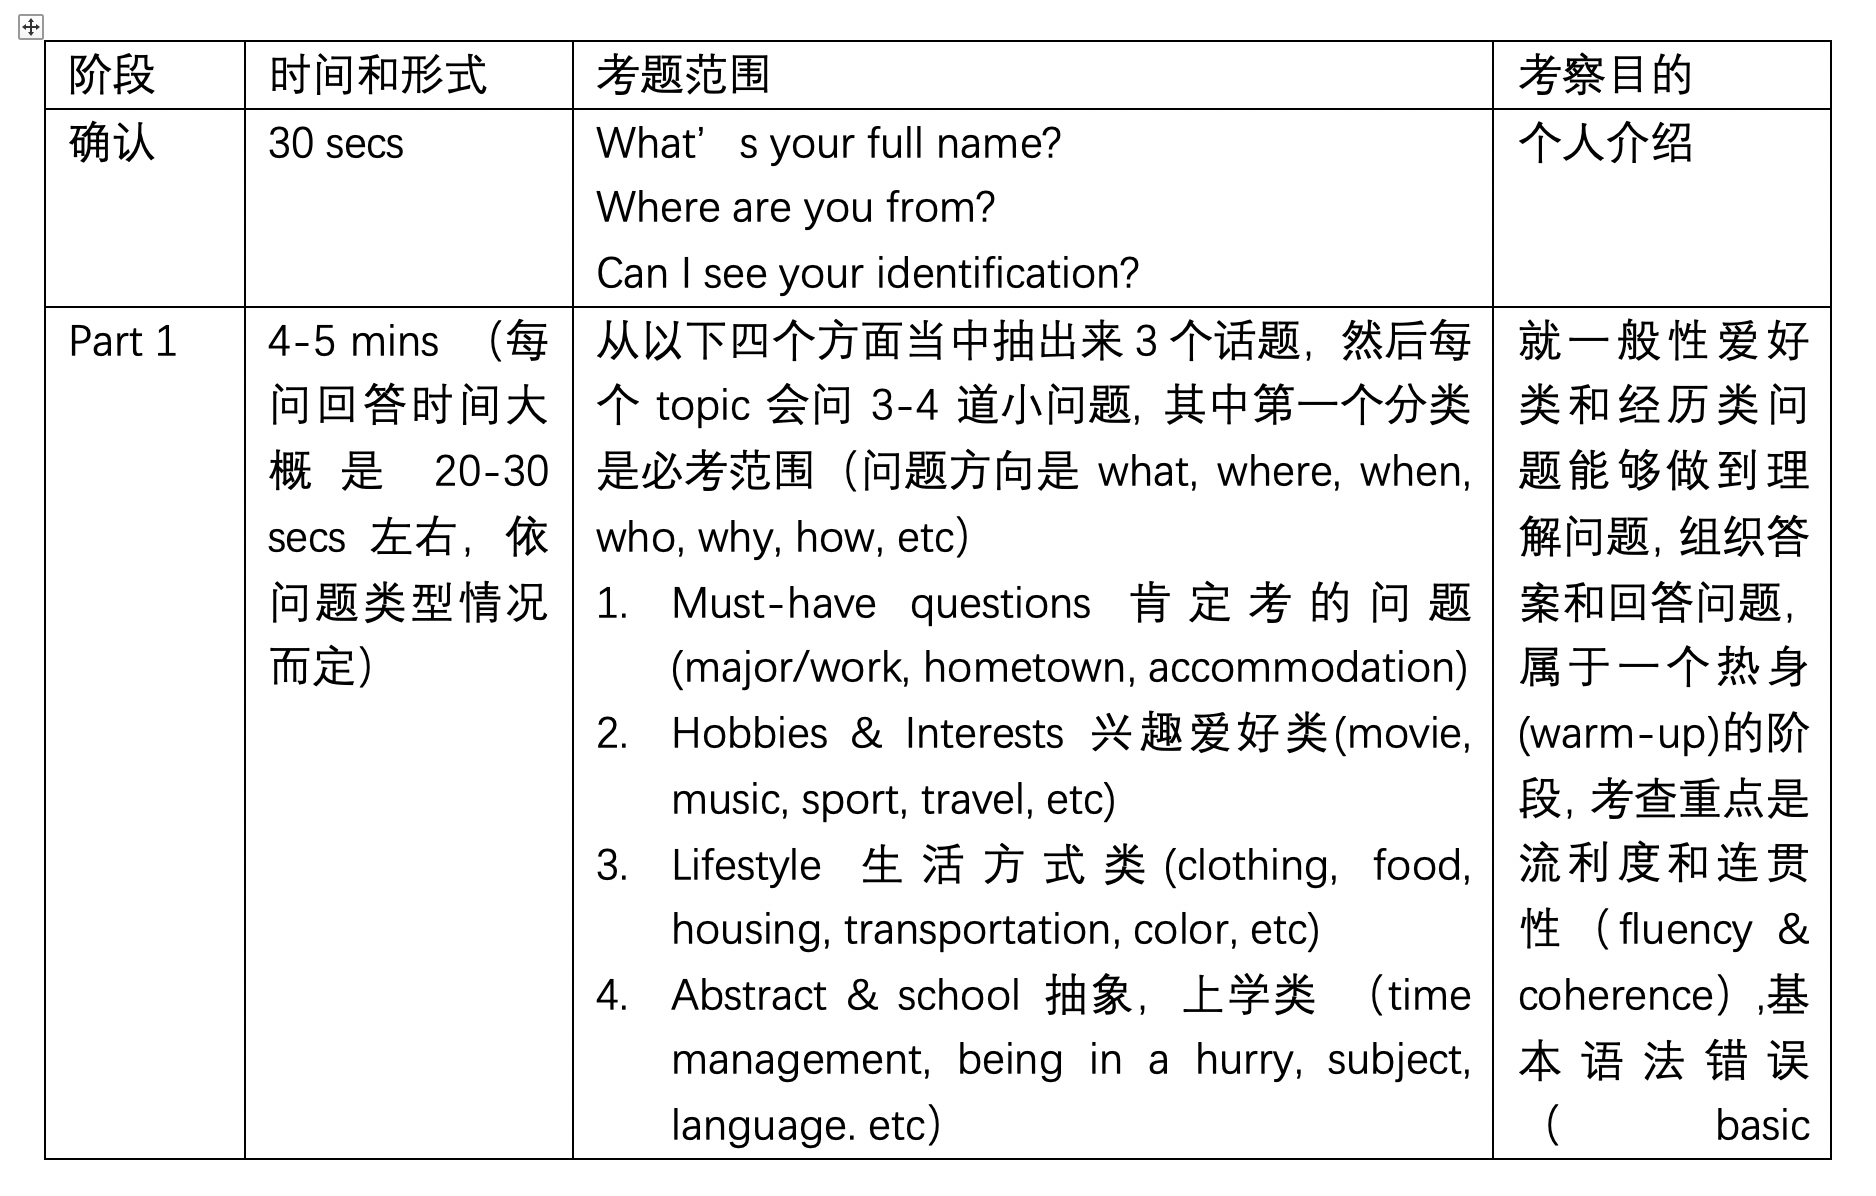 阶段
时间和形式
考题范围
考察目的
确认
30 secs
What’s your full name?
Where are you from?
Can I see your identification?
个人介绍
Part 1
4-5 mins （每
问回答时间大
概是 20-30
secs 左右，依
问题类型情况
而定）
从以下四个方面当中抽出来 3 个话题，然后每
个 topic 会问 3-4 道小问题, 其中第一个分类
是必考范围（问题方向是 what, where, when,
who, why, how, etc）
1. Must-have questions 肯定考的问题
(major/work, hometown, accommodation)
2. Hobbies & Interests 兴趣爱好类(movie,
music, sport, travel, etc)
3. Lifestyle 生活方式类(clothing, food,
housing, transportation, color, etc)
4. Abstract & school 抽象，上学类 （time
management, being in a hurry, subject,
language. etc）
就一般性爱好
类和经历类问
题能够做到理
解问题, 组织答
案和回答问题,
属于一个热身
(warm-up)的阶
段, 考查重点是
流利度和连贯
性（fluency &
coherence）,基
本语法错误
（basic